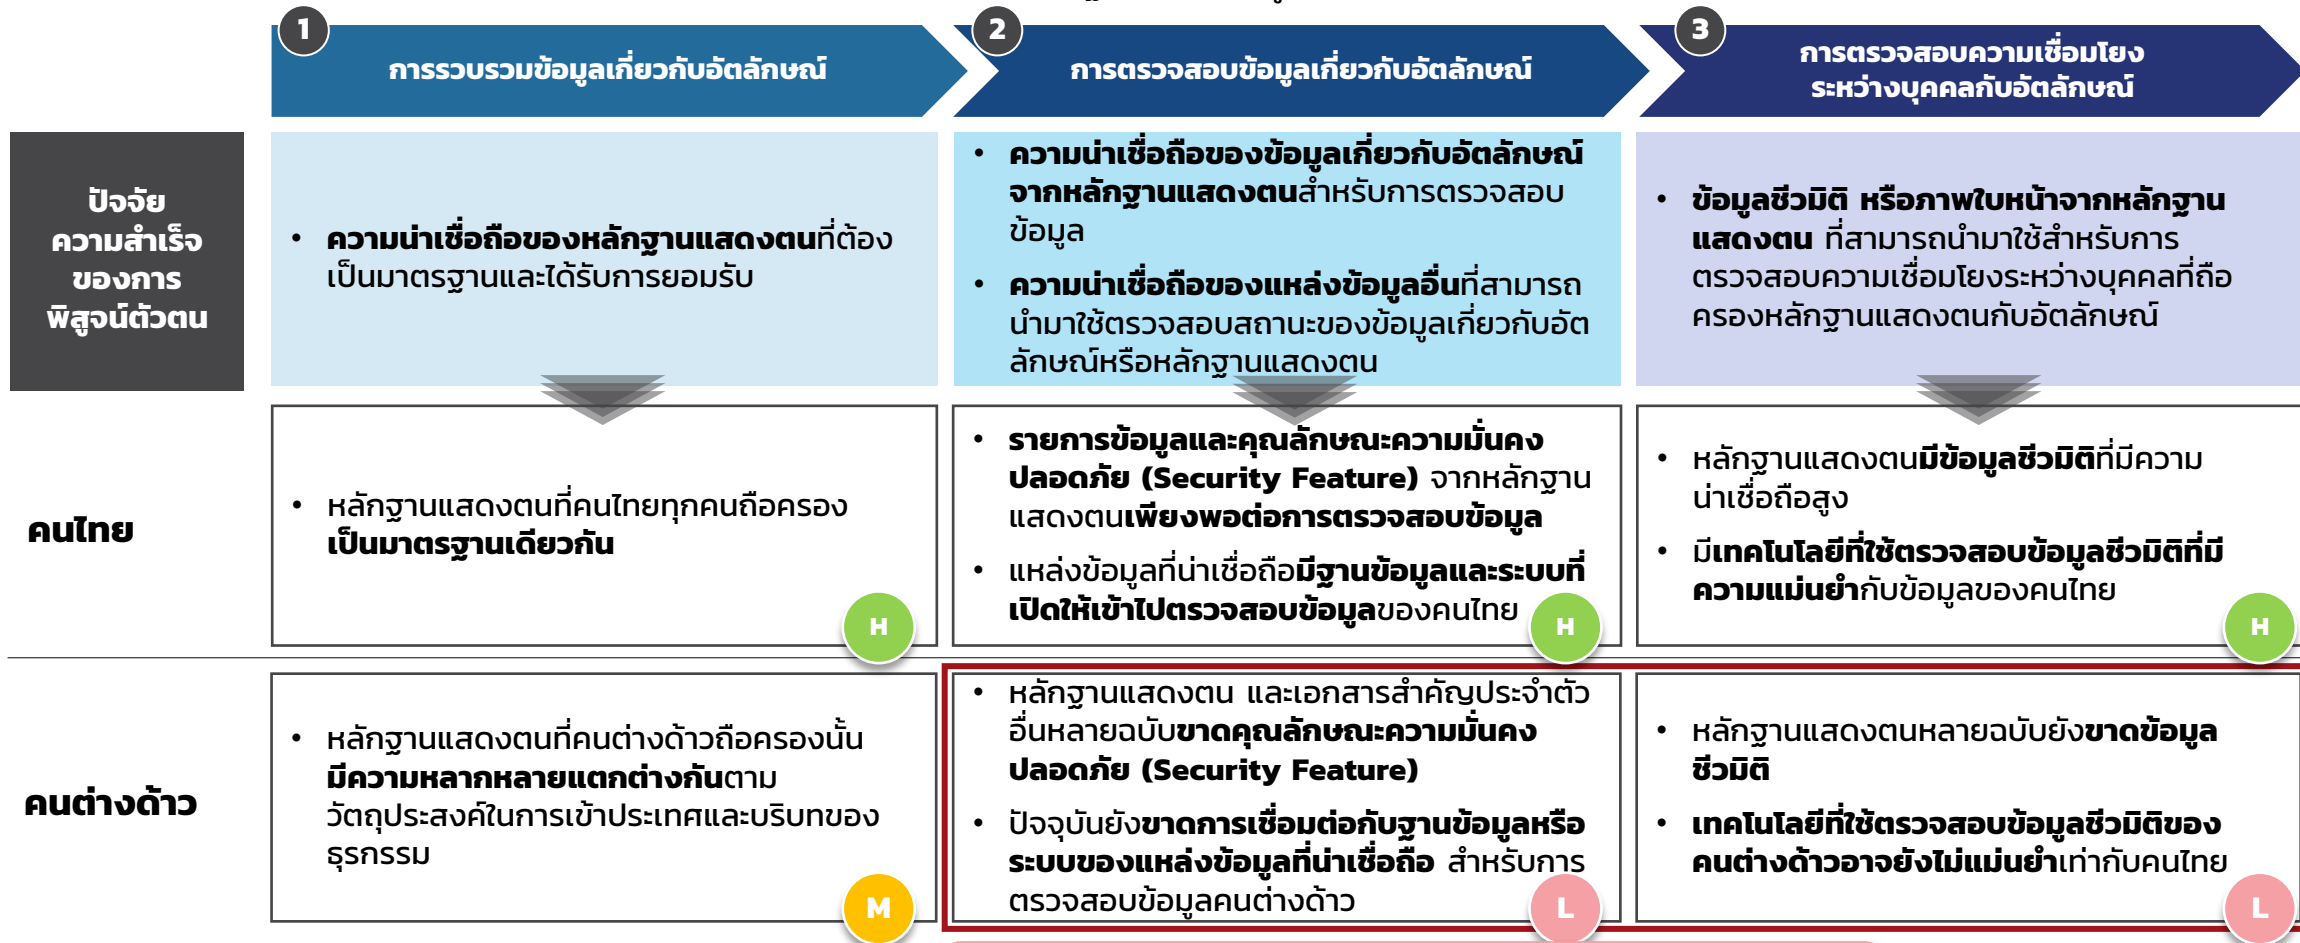 1
การรวบรวมข้อมูลเกี่ยวกับอัตลักษณ์
2
การตรวจสอบข้อมูลเกี่ยวกับอัตลักษณ์
3
การตรวจสอบความเชื่อมโยง
ระหว่างบุคคลกับอัตลักษณ์
ปัจจัย
ความสำเร็จ
ของการ
พิสูจน์ตัวตน
• ความน่าเชื่อถือของหลักฐานแสดงตนที่ต้อง
เป็นมาตรฐานและได้รับการยอมรับ
• ความน่าเชื่อถือของข้อมูลเกี่ยวกับอัตลักษณ์
จากหลักฐานแสดงตนสำหรับการตรวจสอบ
ข้อมูล
• ความน่าเชื่อถือของแหล่งข้อมูลอื่นที่สามารถ
นำมาใช้ตรวจสอบสถานะของข้อมูลเกี่ยวกับอัต
ลักษณ์หรือหลักฐานแสดงตน
• ข้อมูลชีวมิติ หรือภาพใบหน้าจากหลักฐาน
แสดงตน ที่สามารถนำมาใช้สำหรับการ
ตรวจสอบความเชื่อมโยงระหว่างบุคคลที่ถือ
ครองหลักฐานแสดงตนกับอัตลักษณ์
คนไทย
• หลักฐานแสดงตนที่คนไทยทุกคนถือครอง
เป็นมาตรฐานเดียวกัน
H
• รายการข้อมูลและคุณลักษณะความมั่นคง
ปลอดภัย (Security Feature) จากหลักฐาน
แสดงตนเพียงพอต่อการตรวจสอบข้อมูล
• แหล่งข้อมูลที่น่าเชื่อถือมีฐานข้อมูลและระบบที่
เปิดให้เข้าไปตรวจสอบข้อมูลของคนไทย
H
• หลักฐานแสดงตนมีข้อมูลชีวมิติที่มีความ
น่าเชื่อถือสูง
• มีเทคโนโลยีที่ใช้ตรวจสอบข้อมูลชีวมิติที่มี
ความแม่นยำกับข้อมูลของคนไทย
H
คนต่างด้าว
• หลักฐานแสดงตนที่คนต่างด้าวถือครองนั้น
มีความหลากหลายแตกต่างกันตาม
วัตถุประสงค์ในการเข้าประเทศและบริบทของ
ธุรกรรม
M
• หลักฐานแสดงตน และเอกสารสำคัญประจำตัว
อื่นหลายฉบับขาดคุณลักษณะความมั่นคง
ปลอดภัย (Security Feature)
• ปัจจุบันยังขาดการเชื่อมต่อกับฐานข้อมูลหรือ
ระบบของแหล่งข้อมูลที่น่าเชื่อถือ สำหรับการ
ตรวจสอบข้อมูลคนต่างด้าว
L
• หลักฐานแสดงตนหลายฉบับยังขาดข้อมูล
ชีวมิติ
• เทคโนโลยีที่ใช้ตรวจสอบข้อมูลชีวมิติของ
คนต่างด้าวอาจยังไม่แม่นยำเท่ากับคนไทย
L